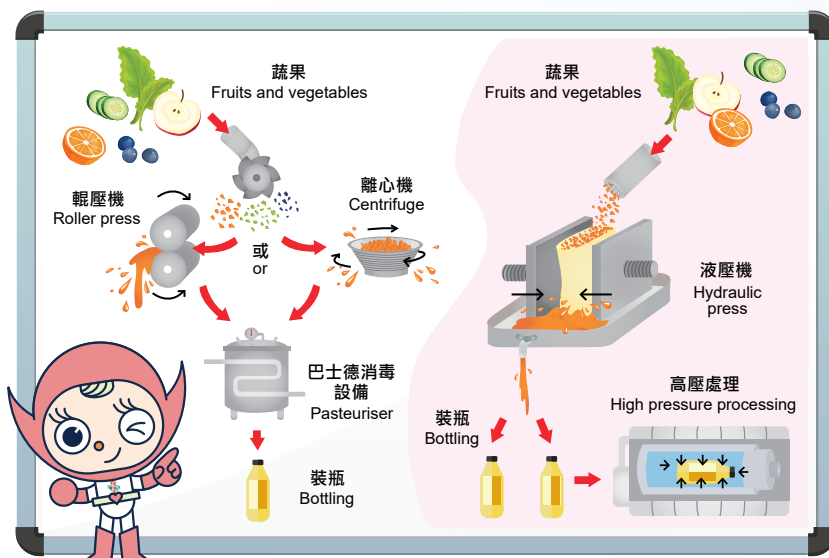 蔬果
Fruits and vegetables
輥壓機
Roller press
或
or
離心機
Centrifuge
巴士德消毒
設備
Pasteuriser
裝瓶
Bottling
蔬果
Fruits and vegetables
液壓機
Hydraulic
press
裝瓶
Bottling
高壓處理
High pressure processing